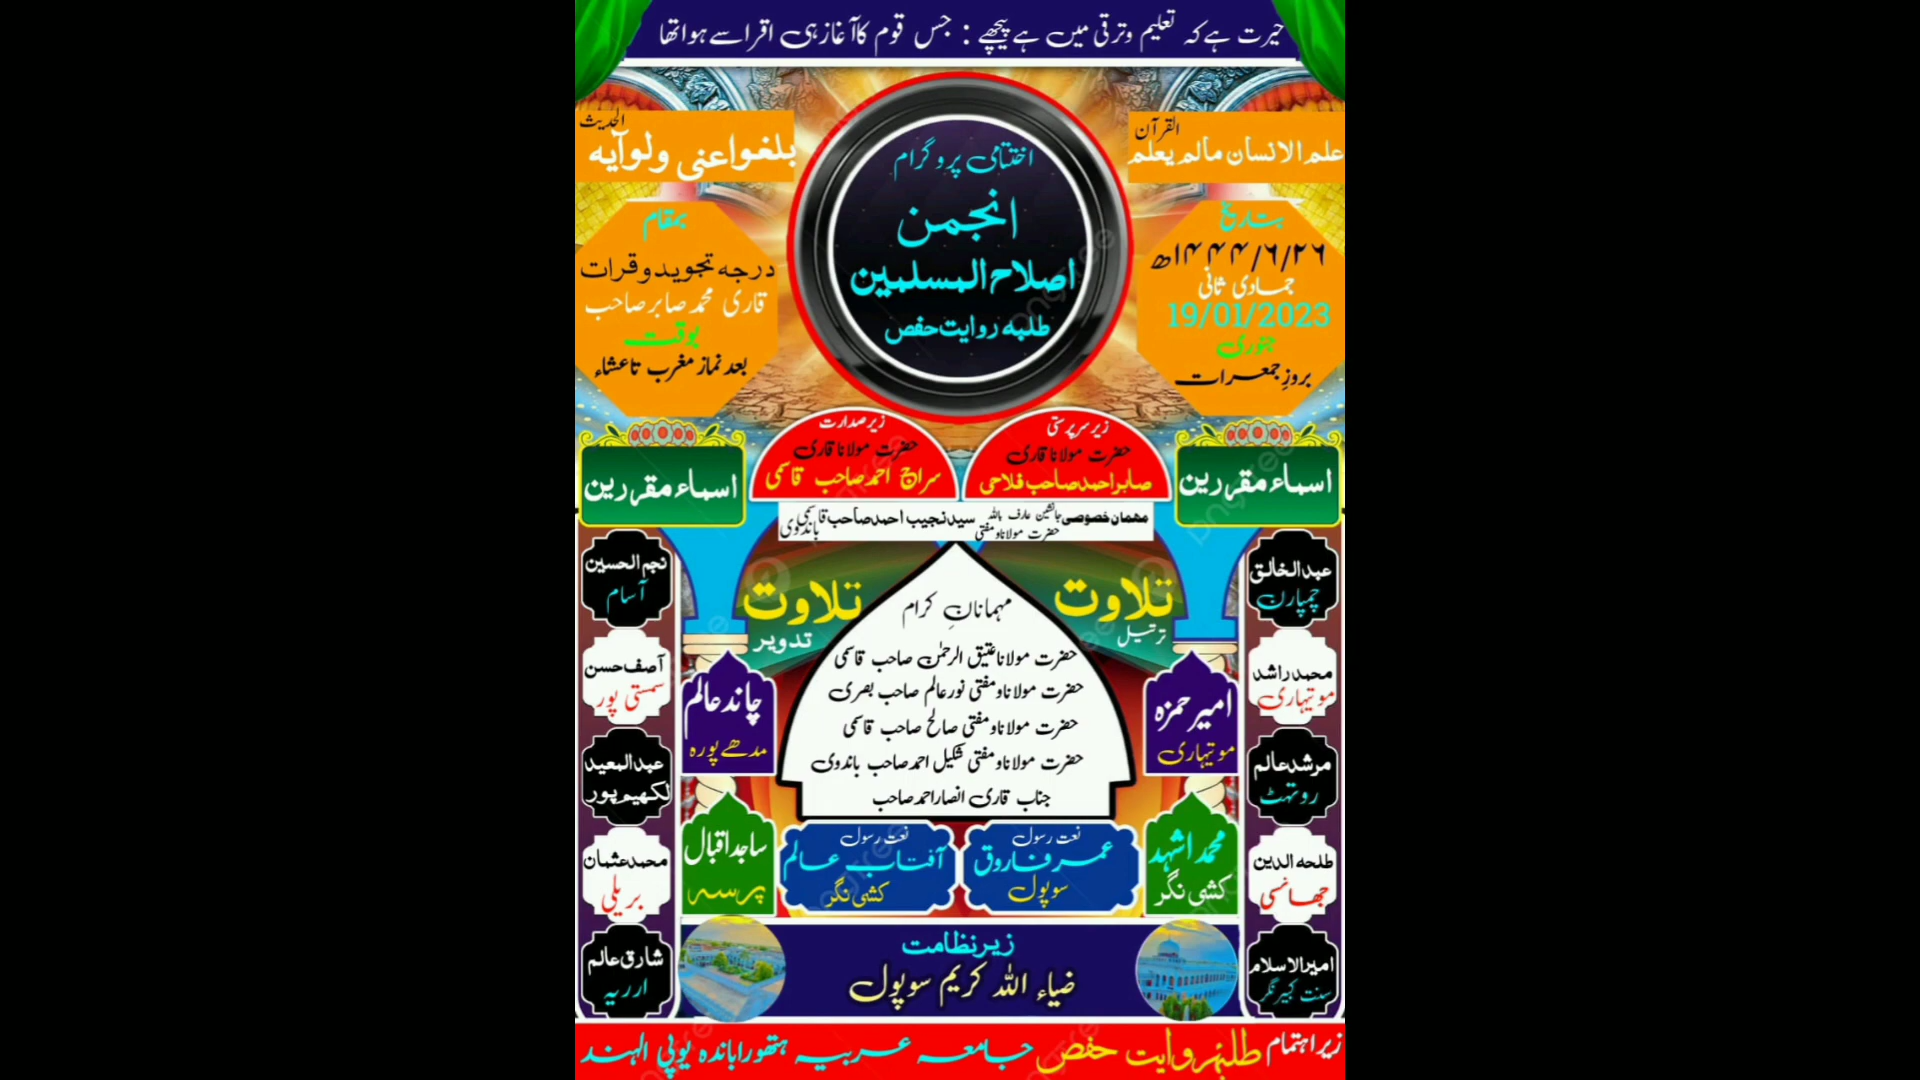 حیرت ہے کہ تعلیم وترقی میں ہے پیچھے : جس قوم کا آغاز ہی اقرا سے ہوا تھا
القرآن
علم الانسان مالم یعلم
الحدیث
بلغوا عنی ولو آیه
اختتامی پروگرام
انجمن
اصلاح المسلمین
طلبہ روایت حفص
بتاریخ
۱۴۴۴/۶/۲۶ھ
جمادی ثانی
19/01/2023
جنوری
بروز جمعرات
بمقام
درجہ تجوید و قرات
قاری محمد صابر صاحب
بوقت
بعد نماز مغرب تا عشاء
زیر سرپرستی
حضرت مولانا قاری
صابر احمد صاحب فلاحی
زیر صدارت
حضرت مولانا قاری
سراج احمد صاحب قاسمی
اسماء مقررین
اسماء مقررین
مہمان خصوصی جانشین عارف باللہ حضرت مولانا و مفتی سید نجیب احمد صاحب قاسمی باندوی
تلاوت
ترتیل
تلاوت
تدویر
مہمانانِ کرام
حضرت مولانا عتیق الرحمٰن صاحب قاسمی
حضرت مولانا و مفتی نور عالم صاحب بصری
حضرت مولانا و مفتی صالح صاحب قاسمی
حضرت مولانا و مفتی شکیل احمد صاحب باندوی
جناب قاری انصار احمد صاحب
عبد الخالق
چمپارن
محمد راشد
موتیہاری
مرشد عالم
روتہٹ
طلحہ الدین
جھانسی
امیر الاسلام
سنت کبیر نگر
امیر حمزہ
موتیہاری
محمد اشہد
کشی نگر
نجم الحسین
آسام
آصف حسن
سمستی پور
عبد المعید
لکھیم پور
محمد عثمان
بریلی
شارق عالم
ارریہ
چاند عالم
مدھے پورہ
ساجد اقبال
پرسہ
نعت رسول
عمر فاروق
سوپول
نعت رسول
آفتاب عالم
کشی نگر
زیر نظامت
ضیاء اللہ کریم سوپول
زیر اہتمام طلبۂ روایت حفص جامعہ عربیہ ہتھورا باندہ یوپی الہند